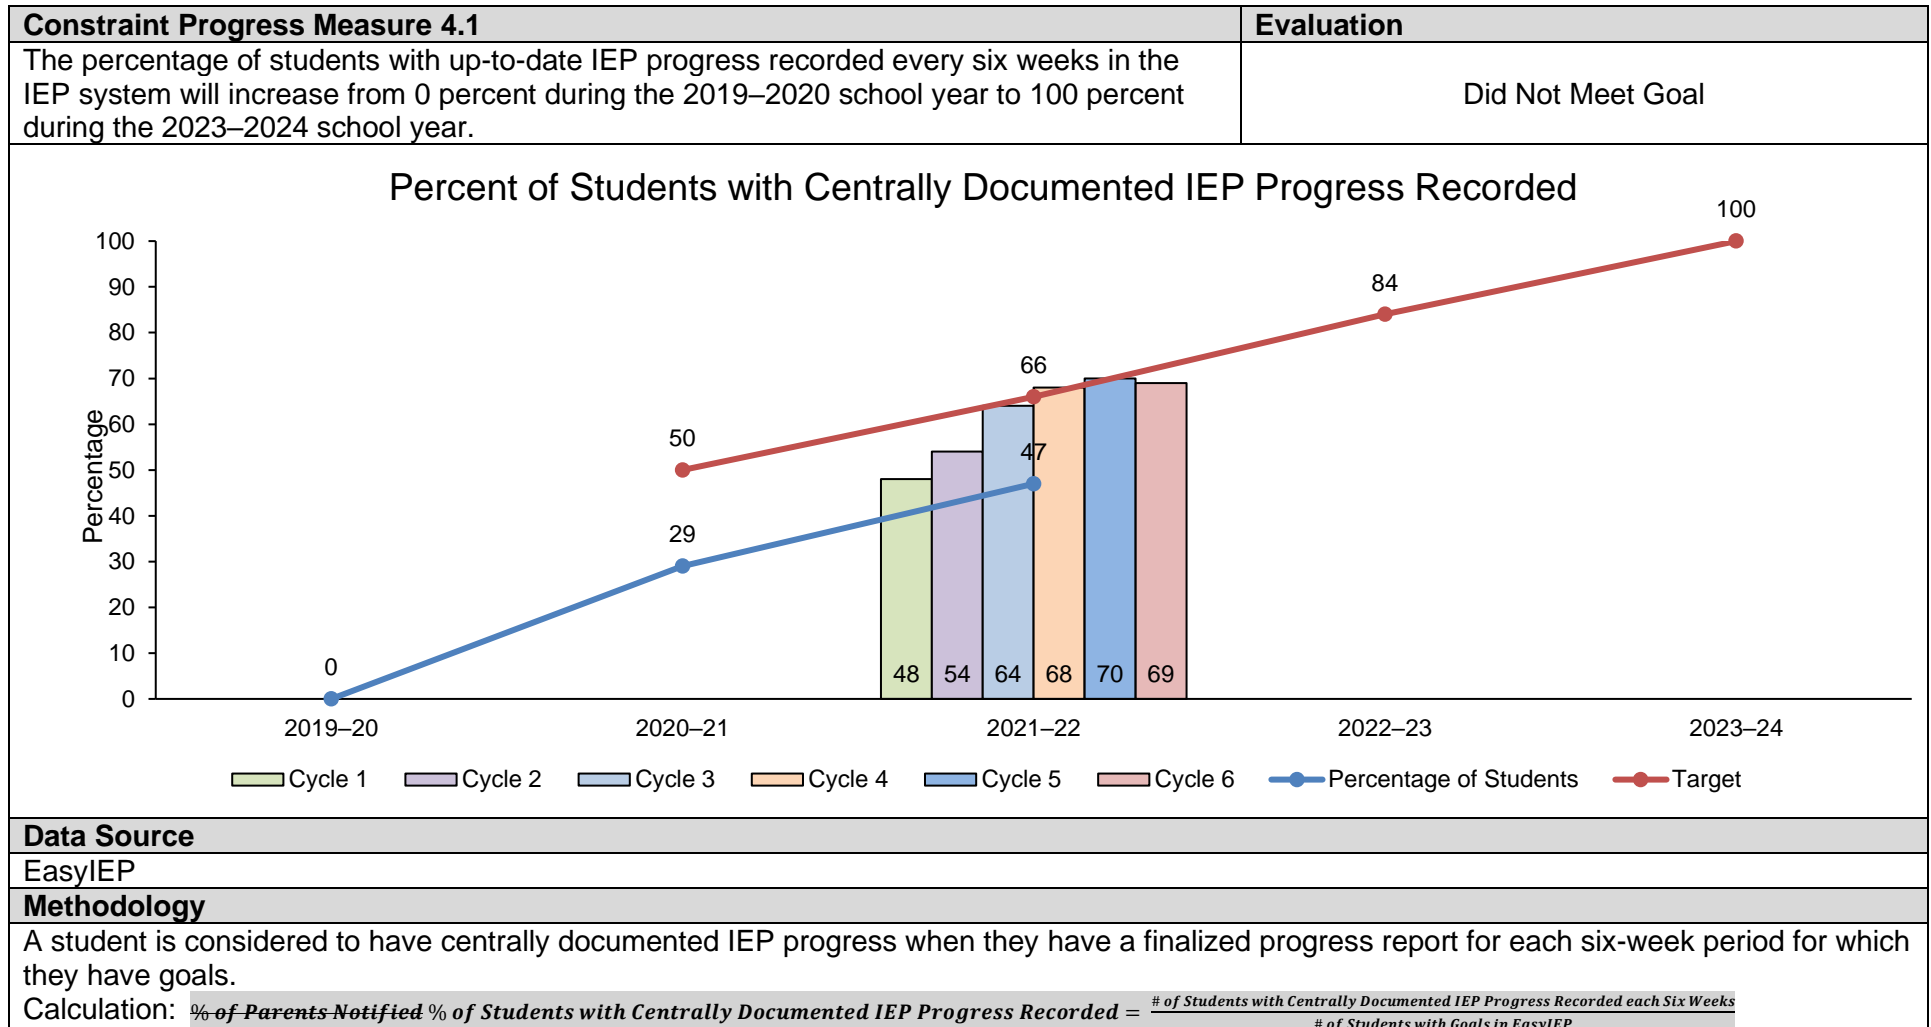 Constraint Progress Measure 4.1
Evaluation
The percentage of students with up-to-date IEP progress recorded every six weeks in the
IEP system will increase from 0 percent during the 2019–2020 school year to 100 percent
during the 2023–2024 school year.
Did Not Meet Goal
Percent of Students with Centrally Documented IEP Progress Recorded
Percentage
100
90
80
70
60
50
40
30
20
10
0
0
29
47
50
66
84
100
48 54 64 68 70 69
2019–20 2020–21 2021–22 2022–23 2023–24
Cycle 1 Cycle 2 Cycle 3 Cycle 4 Cycle 5 Cycle 6 Percentage of Students Target
Data Source
EasyIEP
Methodology
A student is considered to have centrally documented IEP progress when they have a finalized progress report for each six-week period for which
they have goals.
Calculation: % of Parents Notified % of Students with Centrally Documented IEP Progress Recorded =
# of Students with Centrally Documented IEP Progress Recorded each Six Weeks
# of Students with Goals in EasyIEP